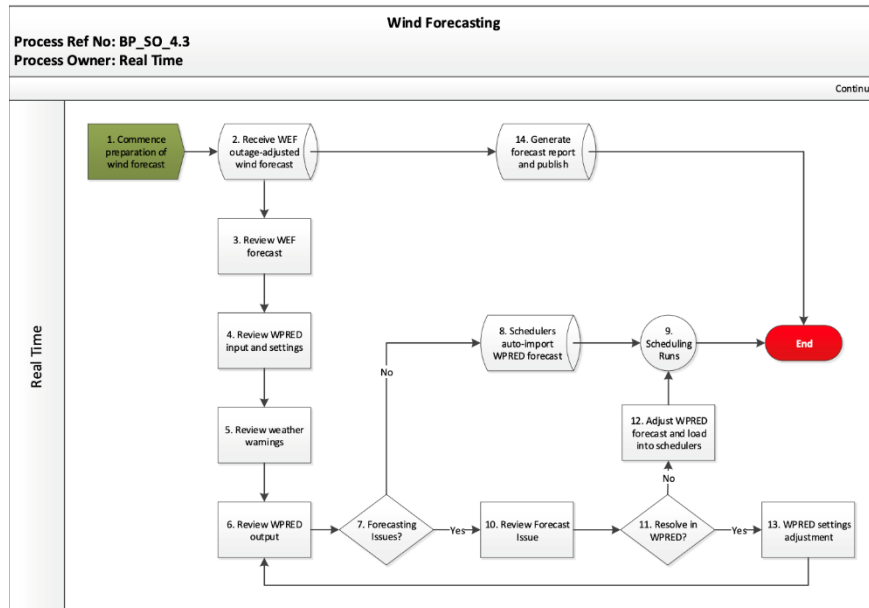 Wind Forecasting
Process Ref No: BP_SO_4.3
Process Owner: Real Time
Continu
Real Time
1. Commence
preparation of
wind forecast
2. Receive WEF
outage-adjusted
wind forecast
14. Generate
forecast report
and publish
3. Review WEF
forecast
4. Review WPRED
input and settings
8. Schedulers
auto-import
WPRED forecast
9.
Scheduling
Runs
End
No
5. Review weather
warnings
12. Adjust WPRED
forecast and load
into schedulers
No
6. Review WPRED
output
7. Forecasting
Issues?
Yes
10. Review Forecast
Issue
11. Resolve in
WPRED?
Yes
13. WPRED settings
adjustment